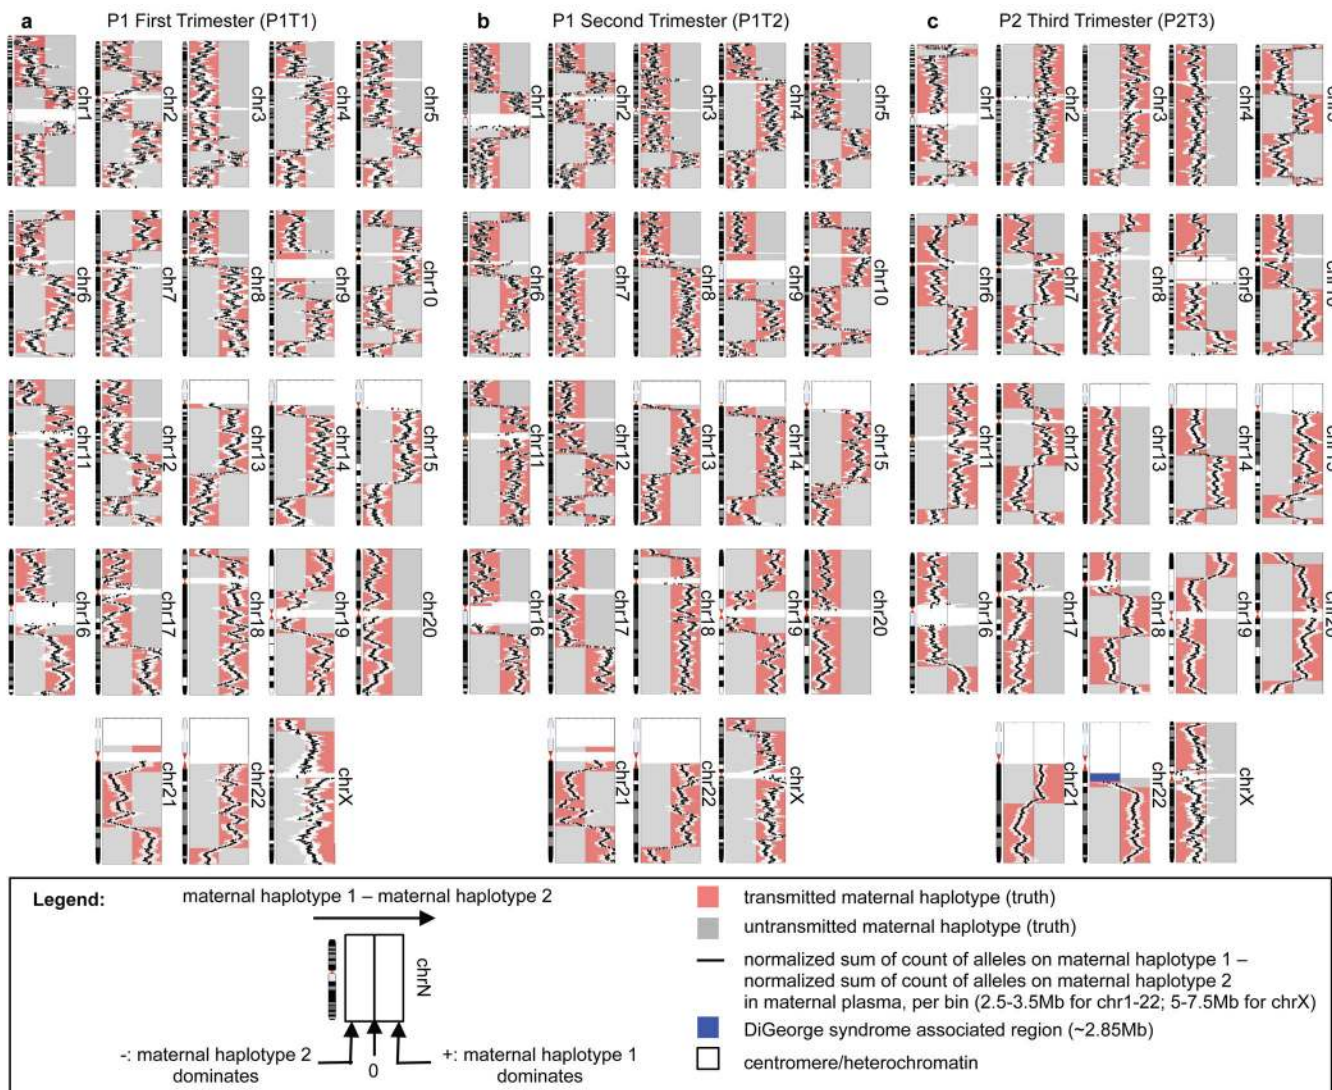 a P1 First Trimester (P1T1) b P1 Second Trimester (P1T2) c P2 Third Trimester (P2T3)
chr1 chr2 chr3 chr4 chr5 chr1 chr2 chr3 chr4 chr5 chr1 chr2 chr3 chr4
chr6 chr7 chr8 chr9 chr10 chr6 chr7 chr8 chr9 chr10 chr6 chr7 chr8 chr9
chr11 chr12 chr13 chr14 chr15 chr11 chr12 chr13 chr14 chr15 chr11 chr12 chr13 chr14
chr16 chr17 chr18 chr19 chr20 chr16 chr17 chr18 chr19 chr20 chr16 chr17 chr18 chr19
chr21 chr22 chrX chr21 chr22 chrX chr21 chr22 chrX
Legend:
maternal haplotype 1 – maternal haplotype 2
chrN
-: maternal haplotype 2
dominates
0
+: maternal haplotype 1
dominates
transmitted maternal haplotype (truth)
untransmitted maternal haplotype (truth)
normalized sum of count of alleles on maternal haplotype 1 –
normalized sum of count of alleles on maternal haplotype 2
in maternal plasma, per bin (2.5-3.5Mb for chr1-22; 5-7.5Mb for chrX)
DiGeorge syndrome associated region (~2.85Mb)
centromere/heterochromatin